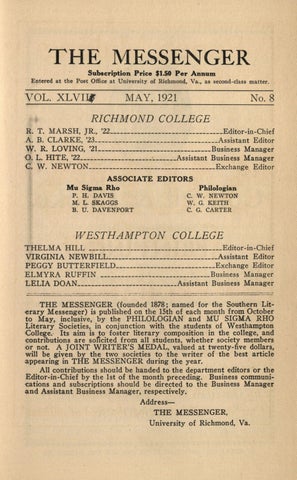 THE MESSENGER
Subscription Price $1.50 Per Annum
Entered at the Post Office at University of Richmond, Va., as second-class matter.
VOL. XLVIII MAY, 1921 No. 8
RICHMOND COLLEGE
R. T. MARSH, JR., '22 Editor-in-Chief
A. B. CLARKE, '23 Assistant Editor
W. R. LOVING, '21 Business Manager
O. L. HITE, '22 Assistant Business Manager
C. W. NEWTON Exchange Editor
ASSOCIATE EDITORS
Mu Sigma Rho Philologian
P. H. DAVIS C. W. NEWTON
M. L. SKAGGS W. G. KEITH
B. U. DAVENPORT C. G. CARTER
WESTHAMPTON COLLEGE
THELMA HILL Editor-in-Chief
VIRGINIA NEWBILL Assistant Editor
PEGGY BUTTERFIELD Exchange Editor
ELMYRA RUFFIN Business Manager
LELIA DOAN Assistant Business Manager
THE MESSENGER (founded 1878; named for the Southern Lit-
erary Messenger) is published on the 15th of each month from October
to May, inclusive, by the PHILOLOGIAN and MU SIGMA RHO
Literary Societies, in conjunction with the students of Westhampton
College. Its aim is to foster literary composition in the college, and
contributions are solicited from all students, whether society members
or not. A JOINT WRITER'S MEDAL, valued at twenty-five dollars,
will be given by the two societies to the writer of the best article
appearing in THE MESSENGER during the year.
All contributions should be handed to the department editors or the
Editor-in-Chief by the 1st of the month preceding. Business communi-
cations and subscriptions should be directed to the Business Manager
and Assistant Business Manager, respectively.
Address—
THE MESSENGER,
University of Richmond, Va.